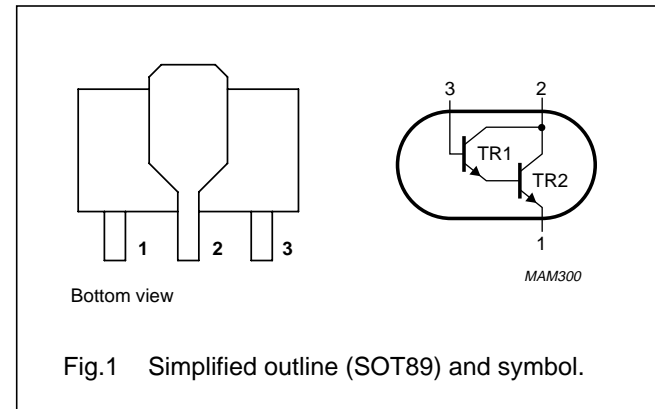 3 2
TR1
TR2
1 2 3
1
MAM300
Bottom view
Fig.1 Simplified outline (SOT89) and symbol.